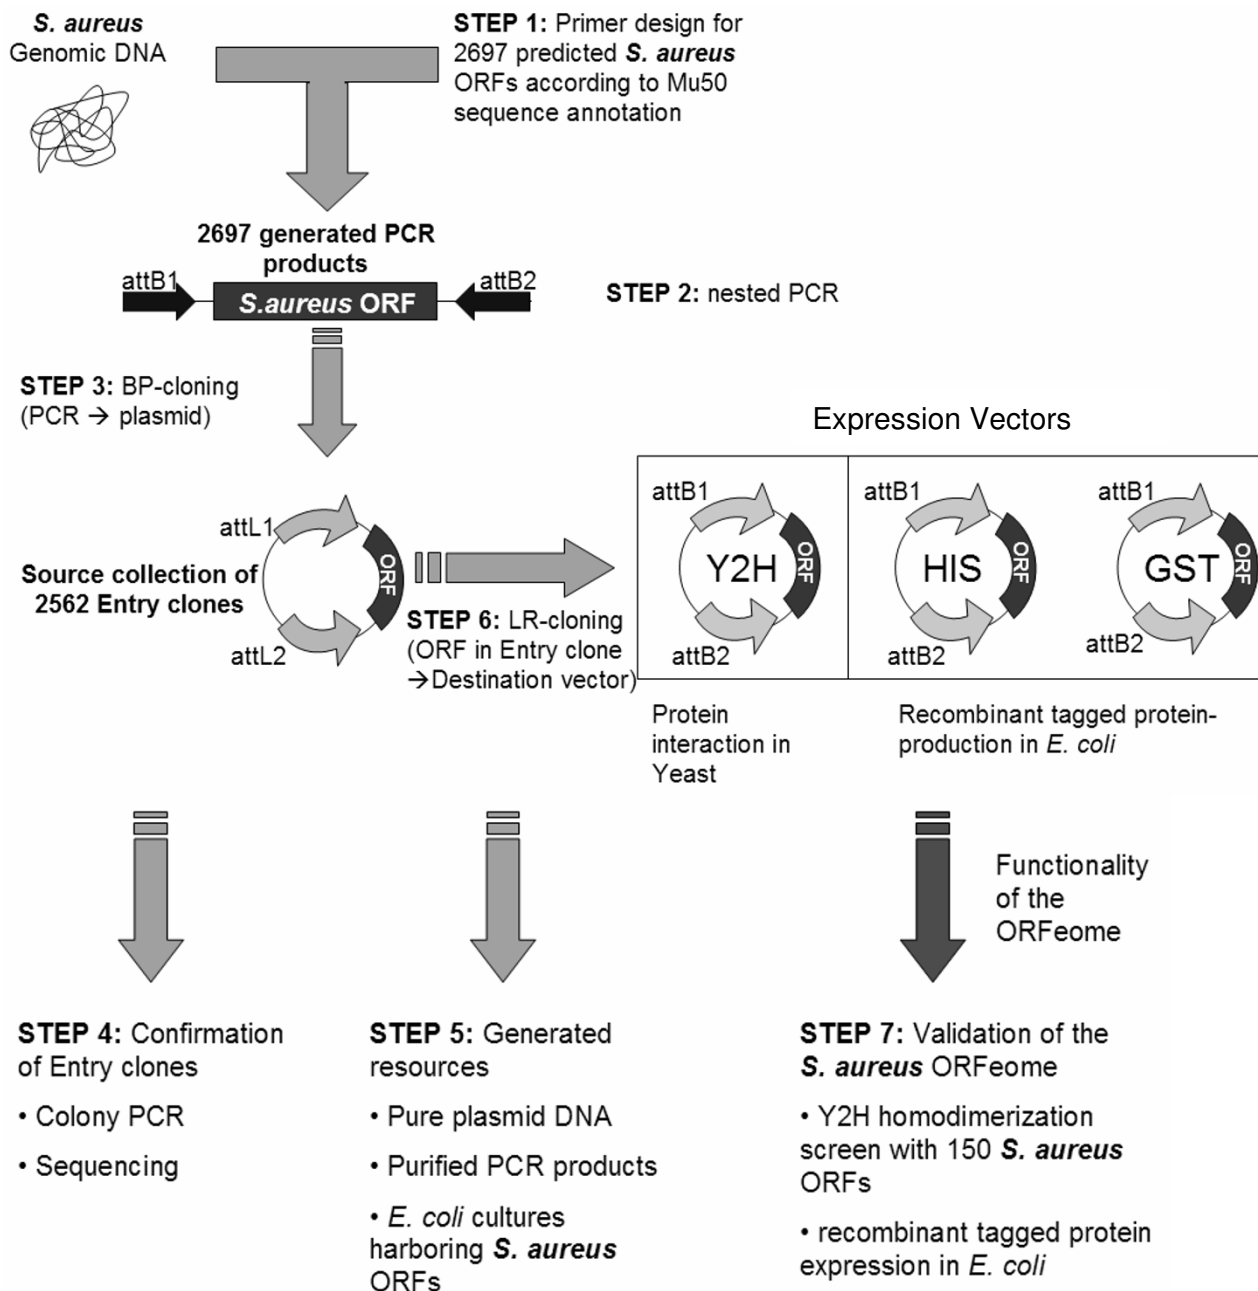 S. aureus
Genomic DNA
STEP 1: Primer design for
2697 predicted S. aureus
ORFs according to Mu50
sequence annotation
2697 generated PCR
products
attB1
attB2
S.aureus ORF
STEP 2: nested PCR
STEP 3: BP-cloning
(PCR → plasmid)
Expression Vectors
attL1
ORF
attL2
Source collection of
2562 Entry clones
STEP 6: LR-cloning
(ORF in Entry clone
→Destination vector)
attB1
Y2H
ORF
attB2
attB1
HIS
ORF
attB2
attB1
GST
ORF
attB2
Protein
interaction in
Yeast
Recombinant tagged protein-
production in E. coli
Functionality
of the
ORFeome
STEP 4: Confirmation
of Entry clones
• Colony PCR
• Sequencing
STEP 5: Generated
resources
• Pure plasmid DNA
• Purified PCR products
• E. coli cultures
harboring S. aureus
ORFs
STEP 7: Validation of the
S. aureus ORFeome
• Y2H homodimerization
screen with 150 S. aureus
ORFs
• recombinant tagged protein
expression in E. coli